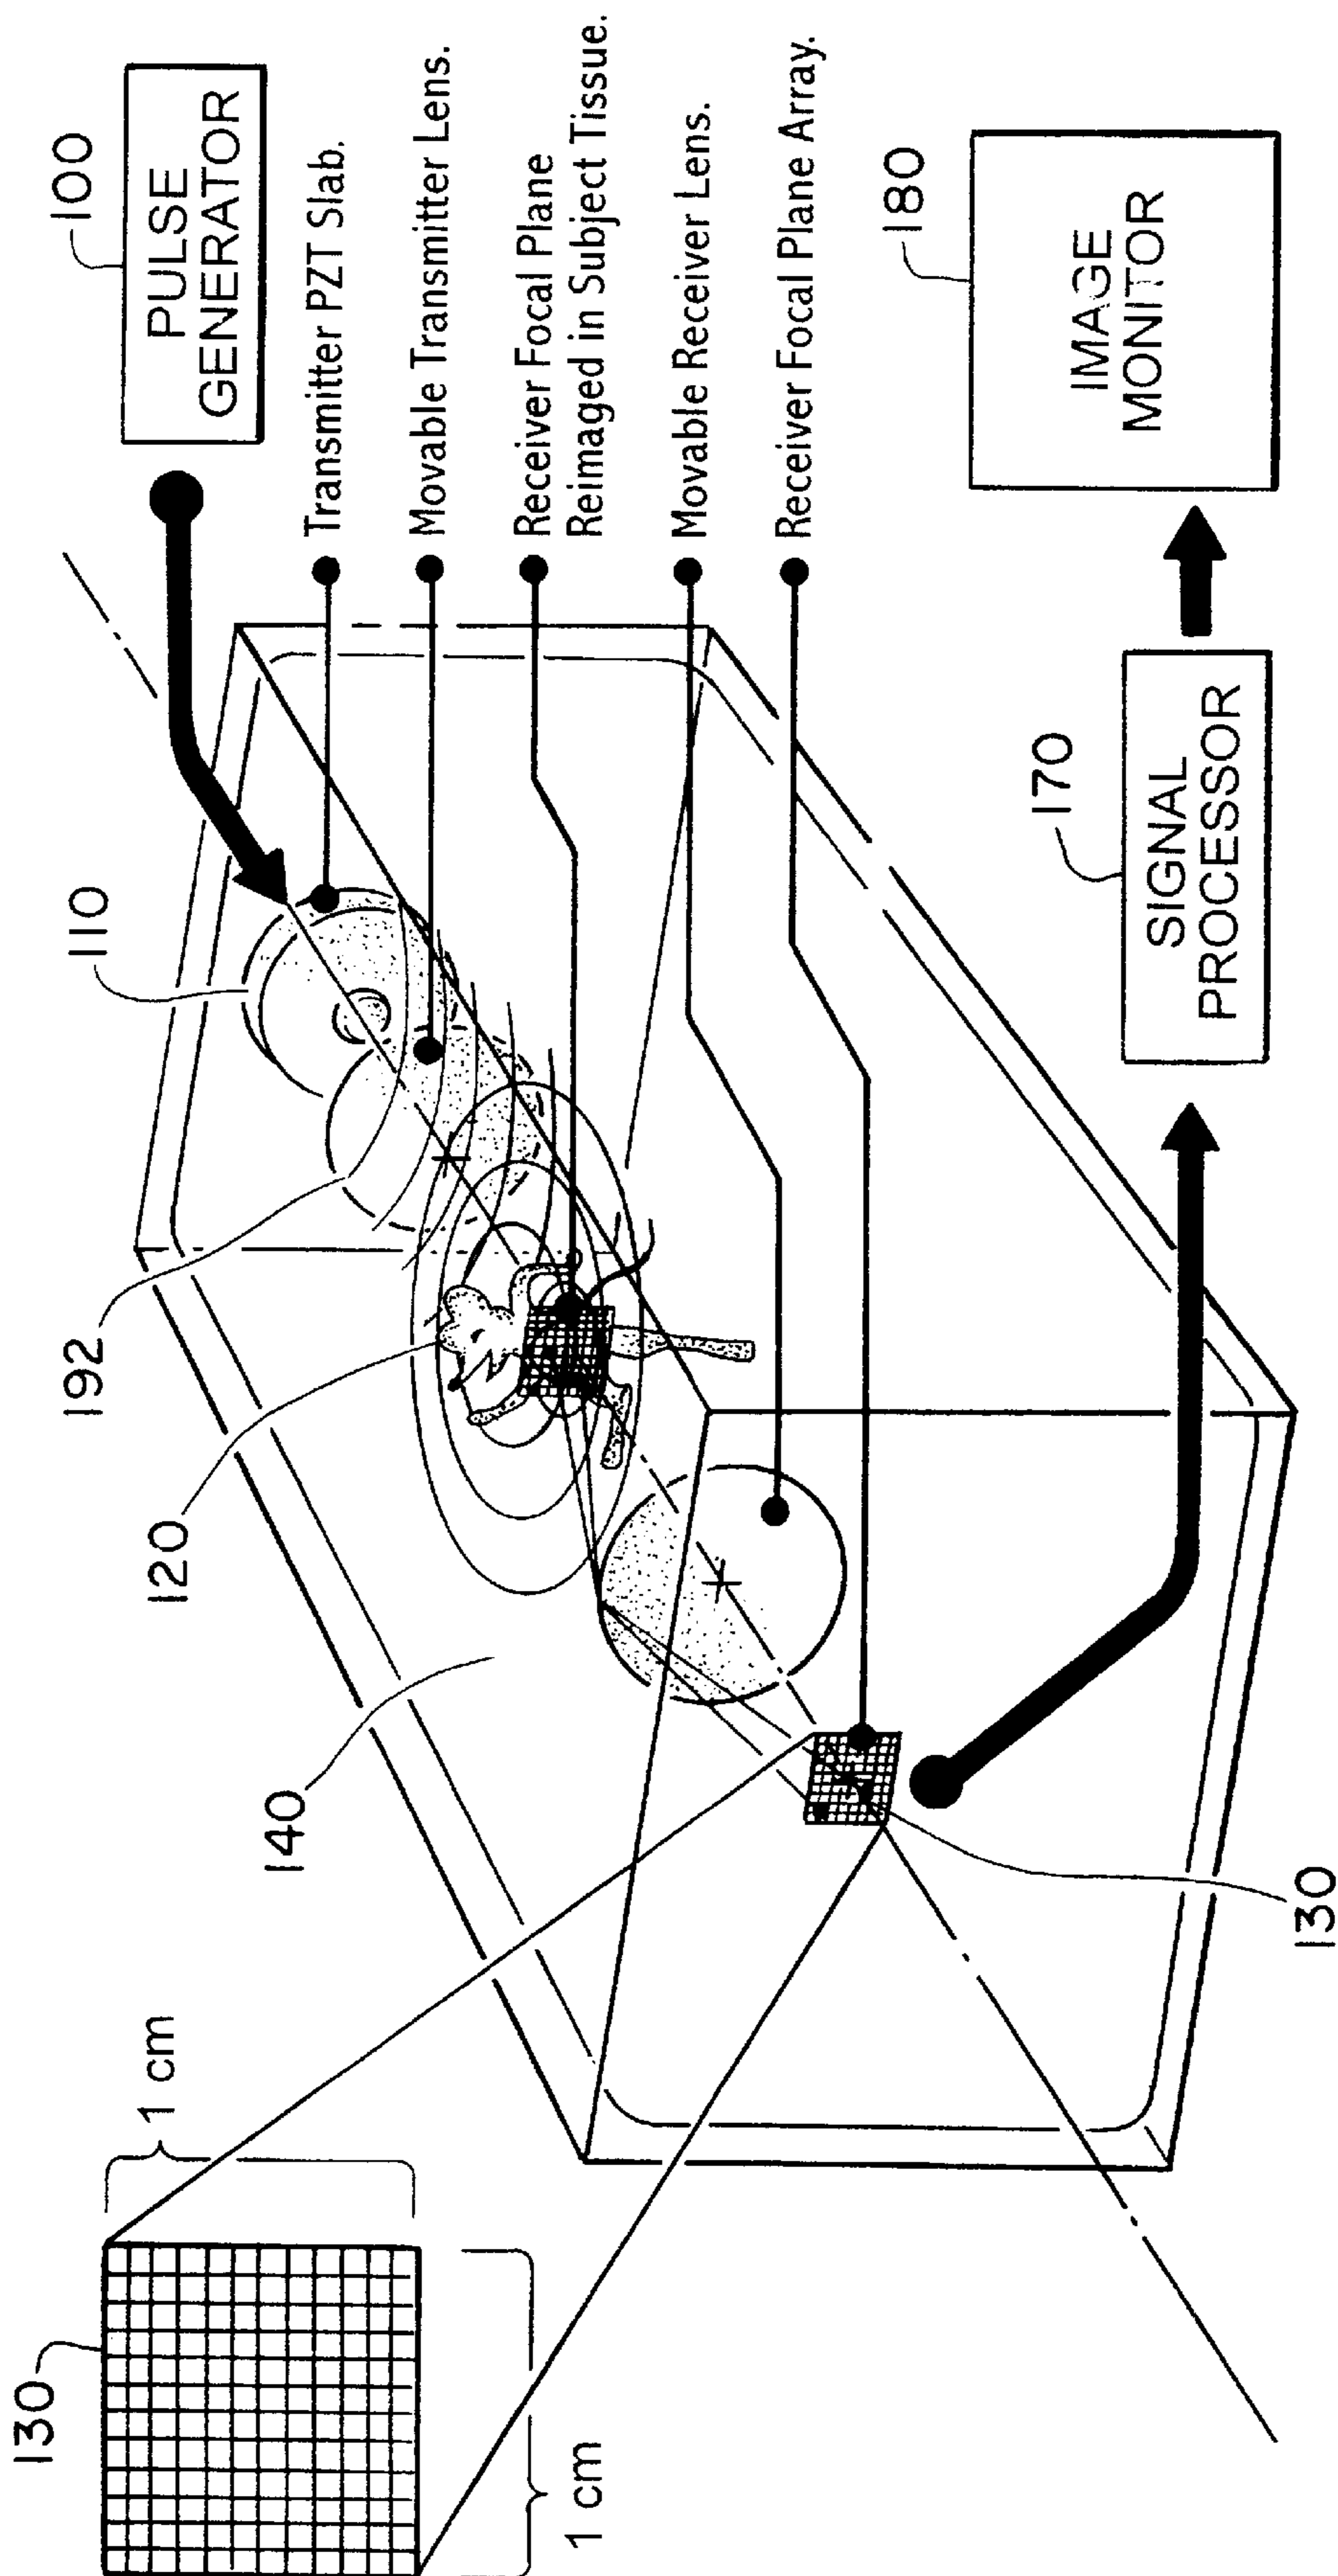 130
1 cm
1 cm
140
120
192
110
100
PULSE
GENERATOR
Transmitter PZT Slab.
Movable Transmitter Lens.
Receiver Focal Plane
Reimaged in Subject Tissue.
Movable Receiver Lens.
Receiver Focal Plane Array.
130
170
SIGNAL
PROCESSOR
180
IMAGE
MONITOR